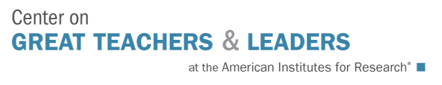 Center on
GREAT TEACHERS & LEADERS
at the American Institutes for Research®